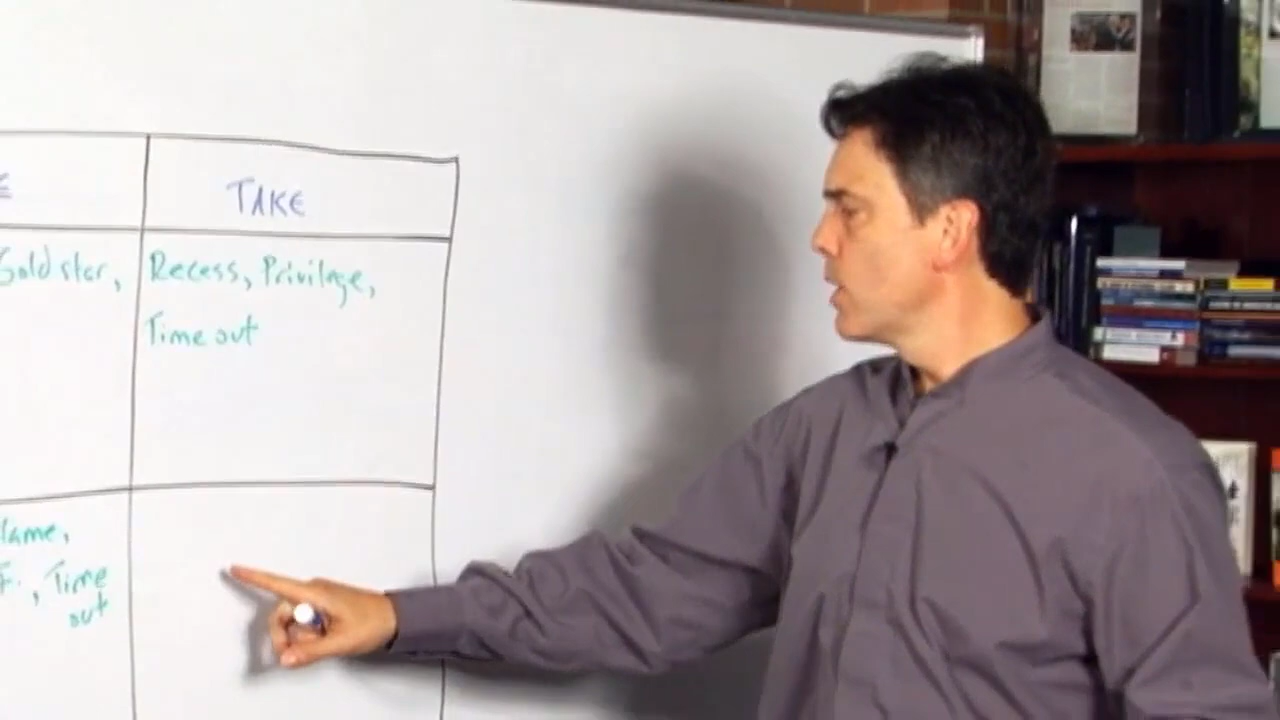 TAKE
Gold star,
Recess, Privilege,
Time out
Time
out